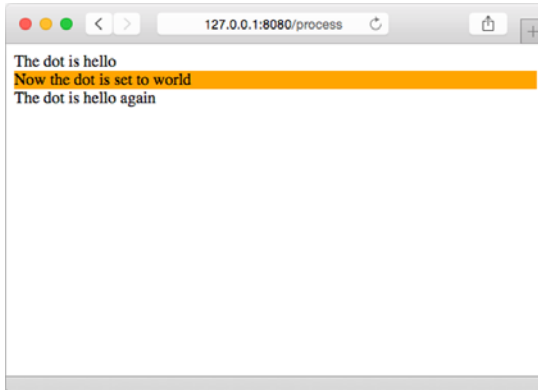 127.0.0.1:8080/process
The dot is hello
Now the dot is set to world
The dot is hello again